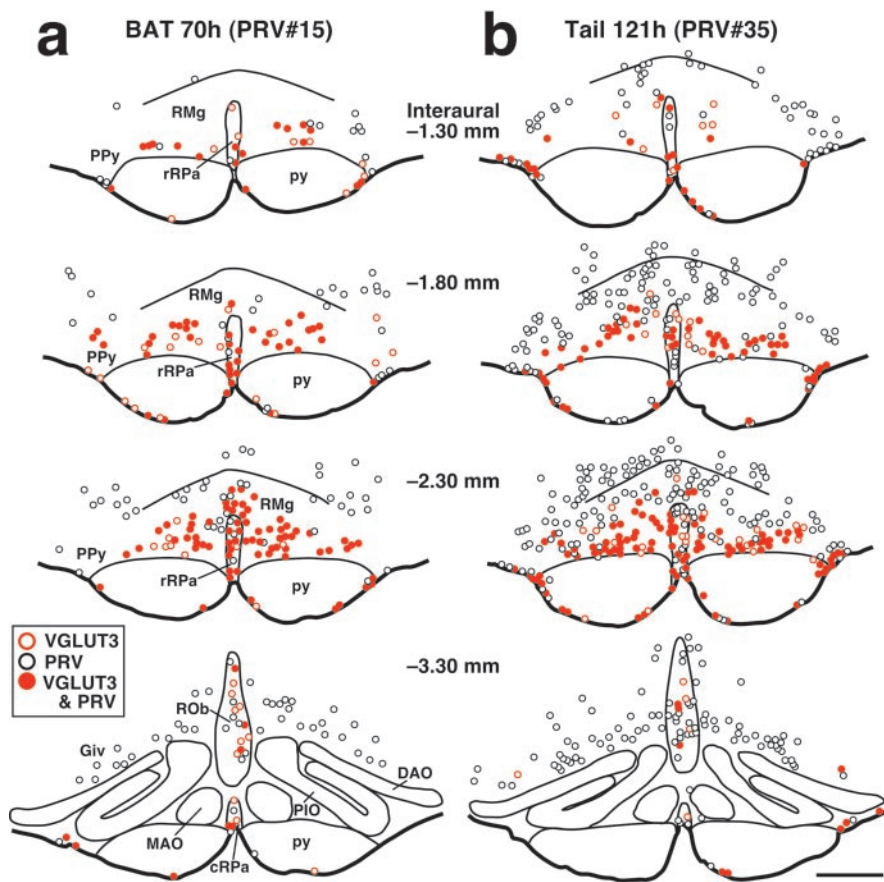 a BAT 70h (PRV#15)
b Tail 121h (PRV#35)
RMg
Interaural
–1.30 mm
PPy
rRPa
py
–1.80 mm
RMg
PPy
rRPa
py
–2.30 mm
RMg
PPy
rRPa
py
VGLUT3
PRV
VGLUT3
& PRV
–3.30 mm
ROb
Giv
DAO
PIO
MAO
py
cRPa